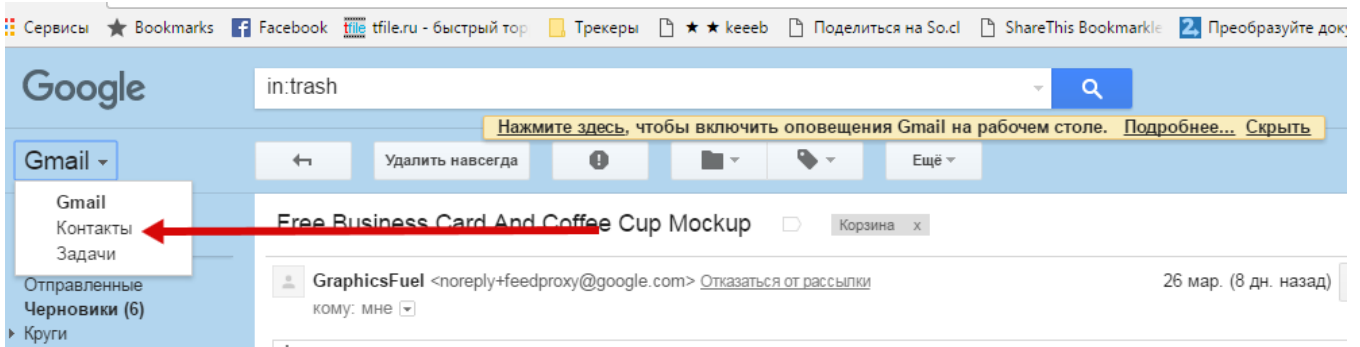 Сервисы Bookmarks Facebook tfile tfile.ru - быстрый тор Трекеры ★ ★ keeeb Поделиться на So.cl ShareThis Bookmarkle Преобразуйте доку
Google in:trash
Нажмите здесь, чтобы включить оповещения Gmail на рабочем столе. Подробнее... Скрыть
Gmail Удалить навсегда Ещё
Gmail
Контакты
Задачи
Free Business Card And Coffee Cup Mockup Корзина x
Отправленные
Черновики (6)
Круги
GraphicsFuel <noreply+feedproxy@google.com> Отказаться от рассылки 26 мар. (8 дн. назад)
кому: мне